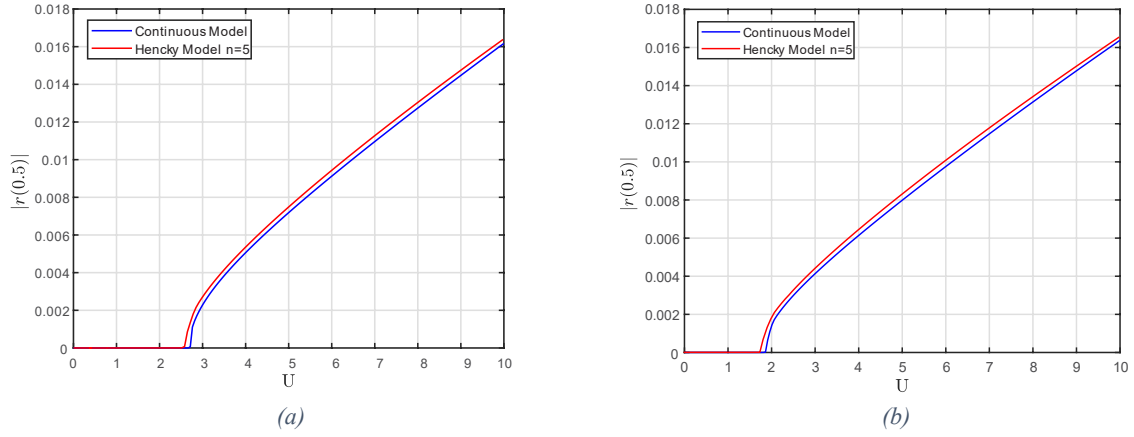 0.018
0.016
0.014
0.012
0.01
0.008
0.006
0.004
0.002
0
|r(0.5)|
Continuous Model
Hencky Model n=5
0 1 2 3 4 5 6 7 8 9 10
U
(a)
0.018
0.016
0.014
0.012
0.01
0.008
0.006
0.004
0.002
0
|r(0.5)|
Continuous Model
Hencky Model n=5
0 1 2 3 4 5 6 7 8 9 10
U
(b)